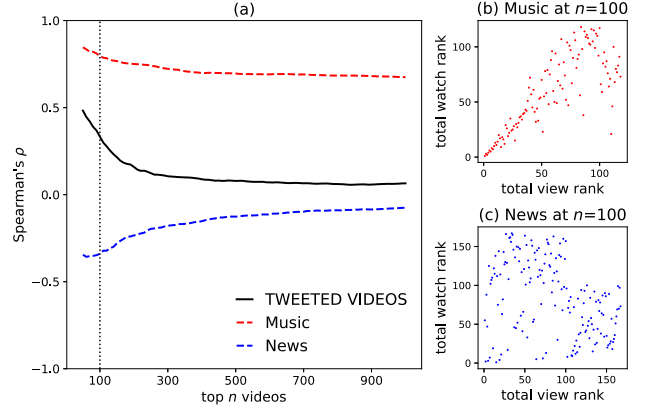 (a)
1.0
0.5
0.0
−0.5
−1.0
Spearman's ρ
TWEETED VIDEOS
Music
News
100
300
500
700
900
top n videos
(b) Music at n=100
100
50
0
total watch rank
0
50
100
total view rank
(c) News at n=100
150
100
50
0
total watch rank
0
50
100
150
total view rank